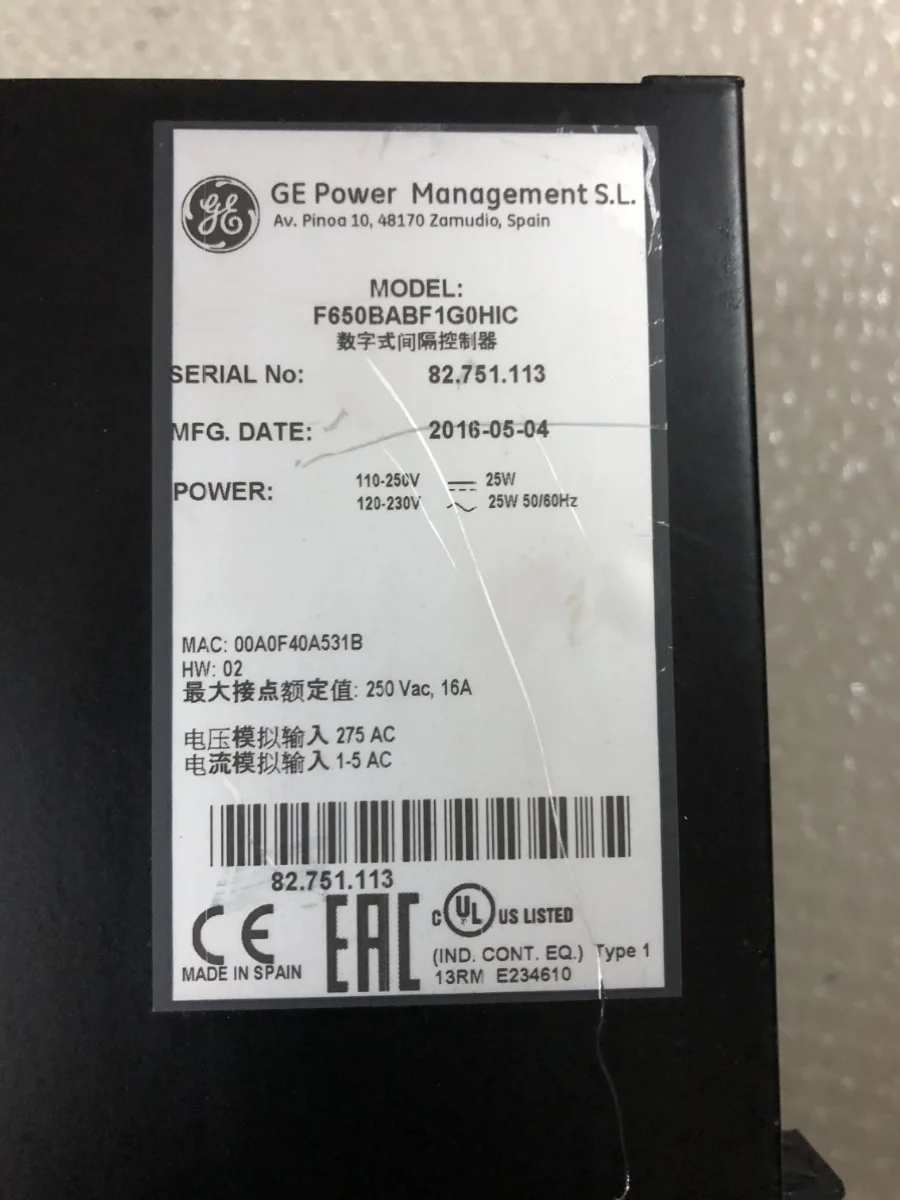 GE
GE Power Management S.L.
Av. Pinoa 10, 48170 Zamudio, Spain
MODEL:
F650BABF1G0HIC
数字式间隔控制器
SERIAL No: 82.751.113
MFG. DATE: 2016-05-04
POWER: 110-250V ⎓ 25W
120-230V ~ 25W 50/60Hz
MAC: 00A0F40A531B
HW: 02
最大接点额定值: 250 Vac, 16A
电压模拟输入 275 AC
电流模拟输入 1-5 AC
82.751.113
CE EAC C UL US LISTED
MADE IN SPAIN (IND. CONT. EQ.) Type 1
13RM E234610